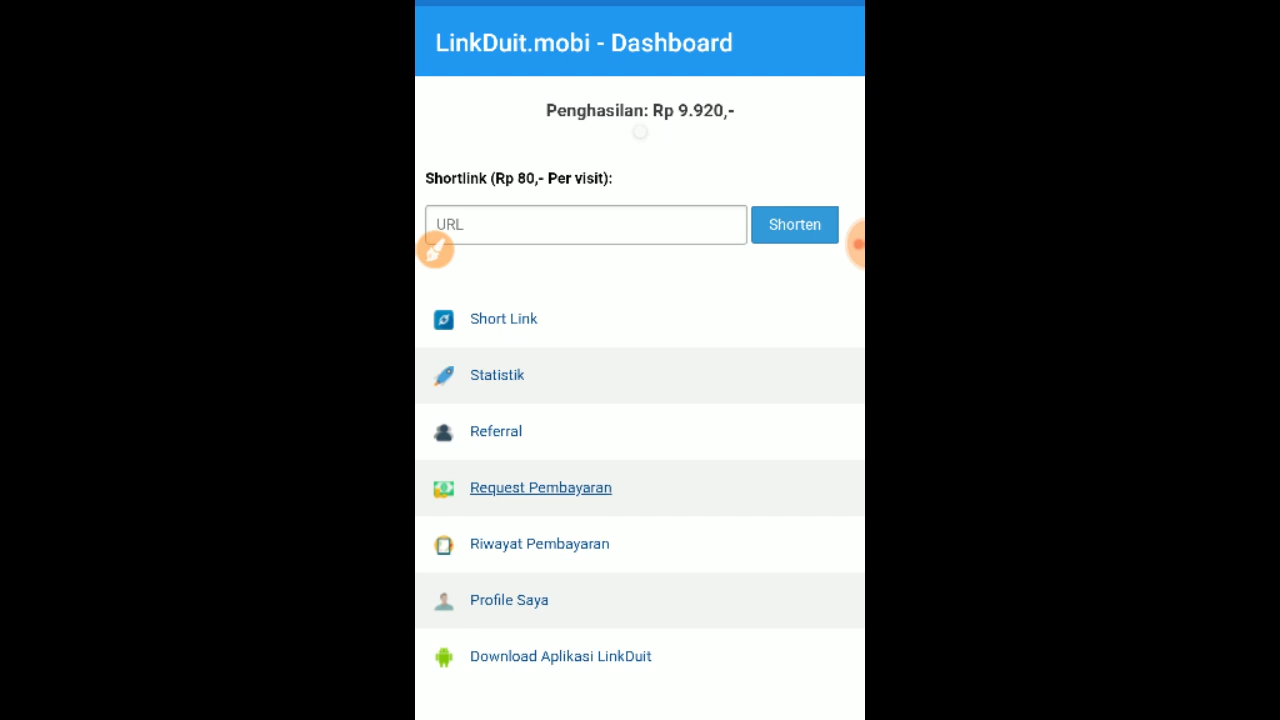 LinkDuit.mobi - Dashboard
Penghasilan: Rp 9.920,-
Shortlink (Rp 80,- Per visit):
URL
Shorten
Short Link
Statistik
Referral
Request Pembayaran
Riwayat Pembayaran
Profile Saya
Download Aplikasi LinkDuit